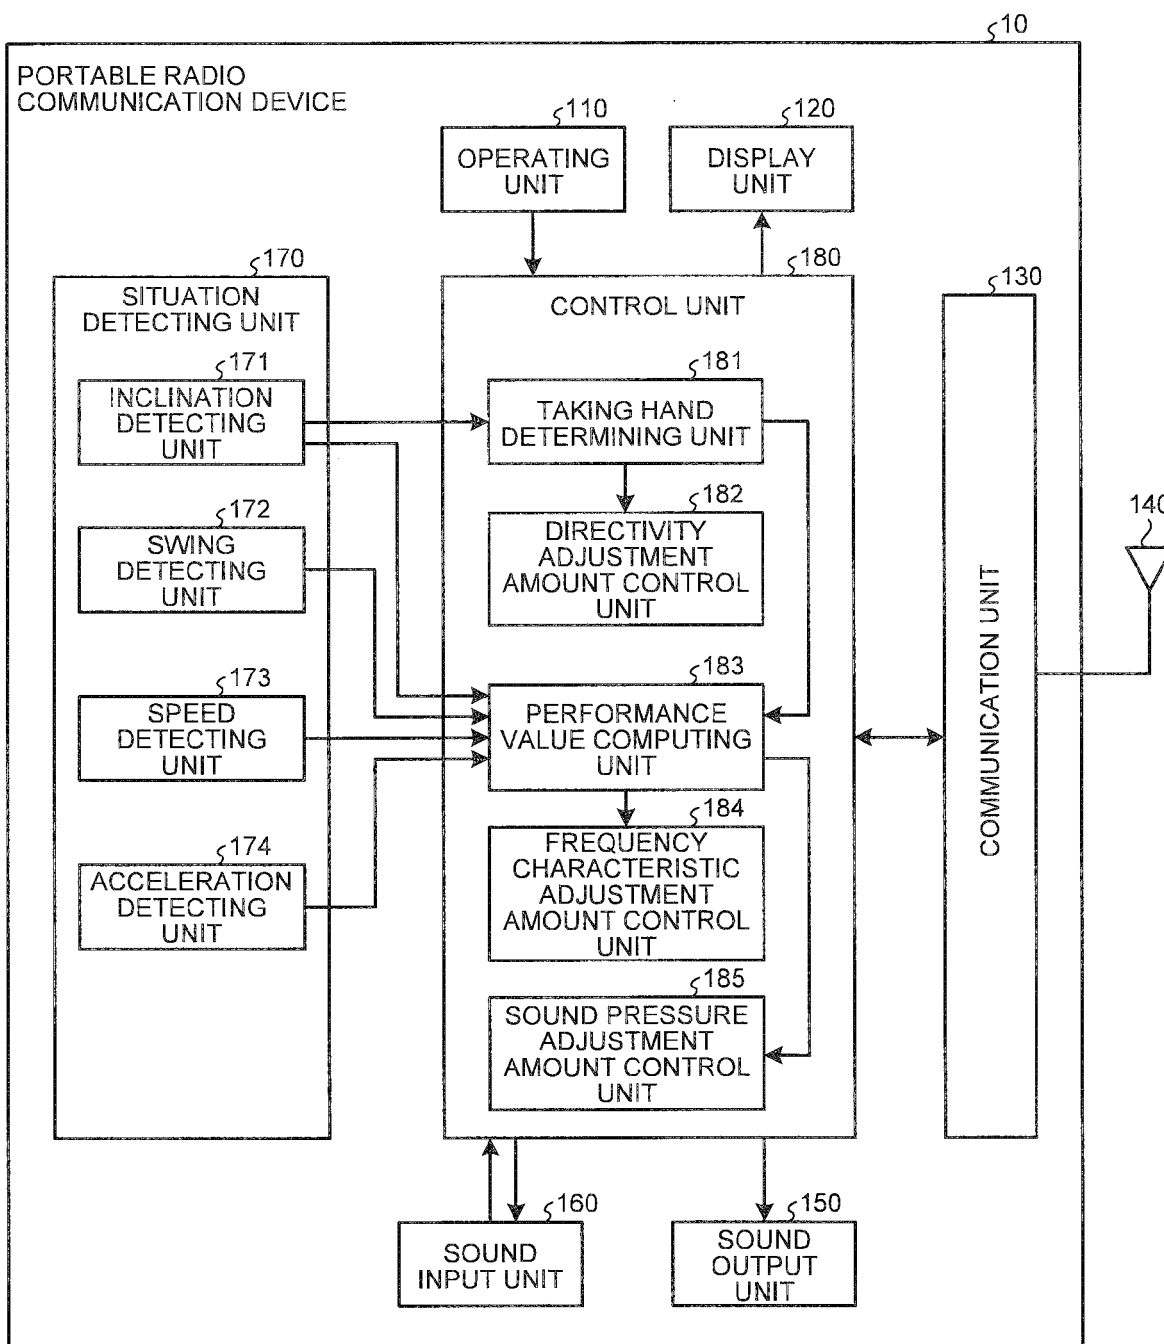 10
PORTABLE RADIO
COMMUNICATION DEVICE
110
OPERATING
UNIT
120
DISPLAY
UNIT
170
SITUATION
DETECTING UNIT
171
INCLINATION
DETECTING
UNIT
172
SWING
DETECTING
UNIT
173
SPEED
DETECTING
UNIT
174
ACCELERATION
DETECTING
UNIT
180
CONTROL UNIT
181
TAKING HAND
DETERMINING UNIT
182
DIRECTIVITY
ADJUSTMENT
AMOUNT CONTROL
UNIT
183
PERFORMANCE
VALUE COMPUTING
UNIT
184
FREQUENCY
CHARACTERISTIC
ADJUSTMENT
AMOUNT CONTROL
UNIT
185
SOUND PRESSURE
ADJUSTMENT
AMOUNT CONTROL
UNIT
130
COMMUNICATION UNIT
140
160
SOUND
INPUT UNIT
150
SOUND
OUTPUT
UNIT